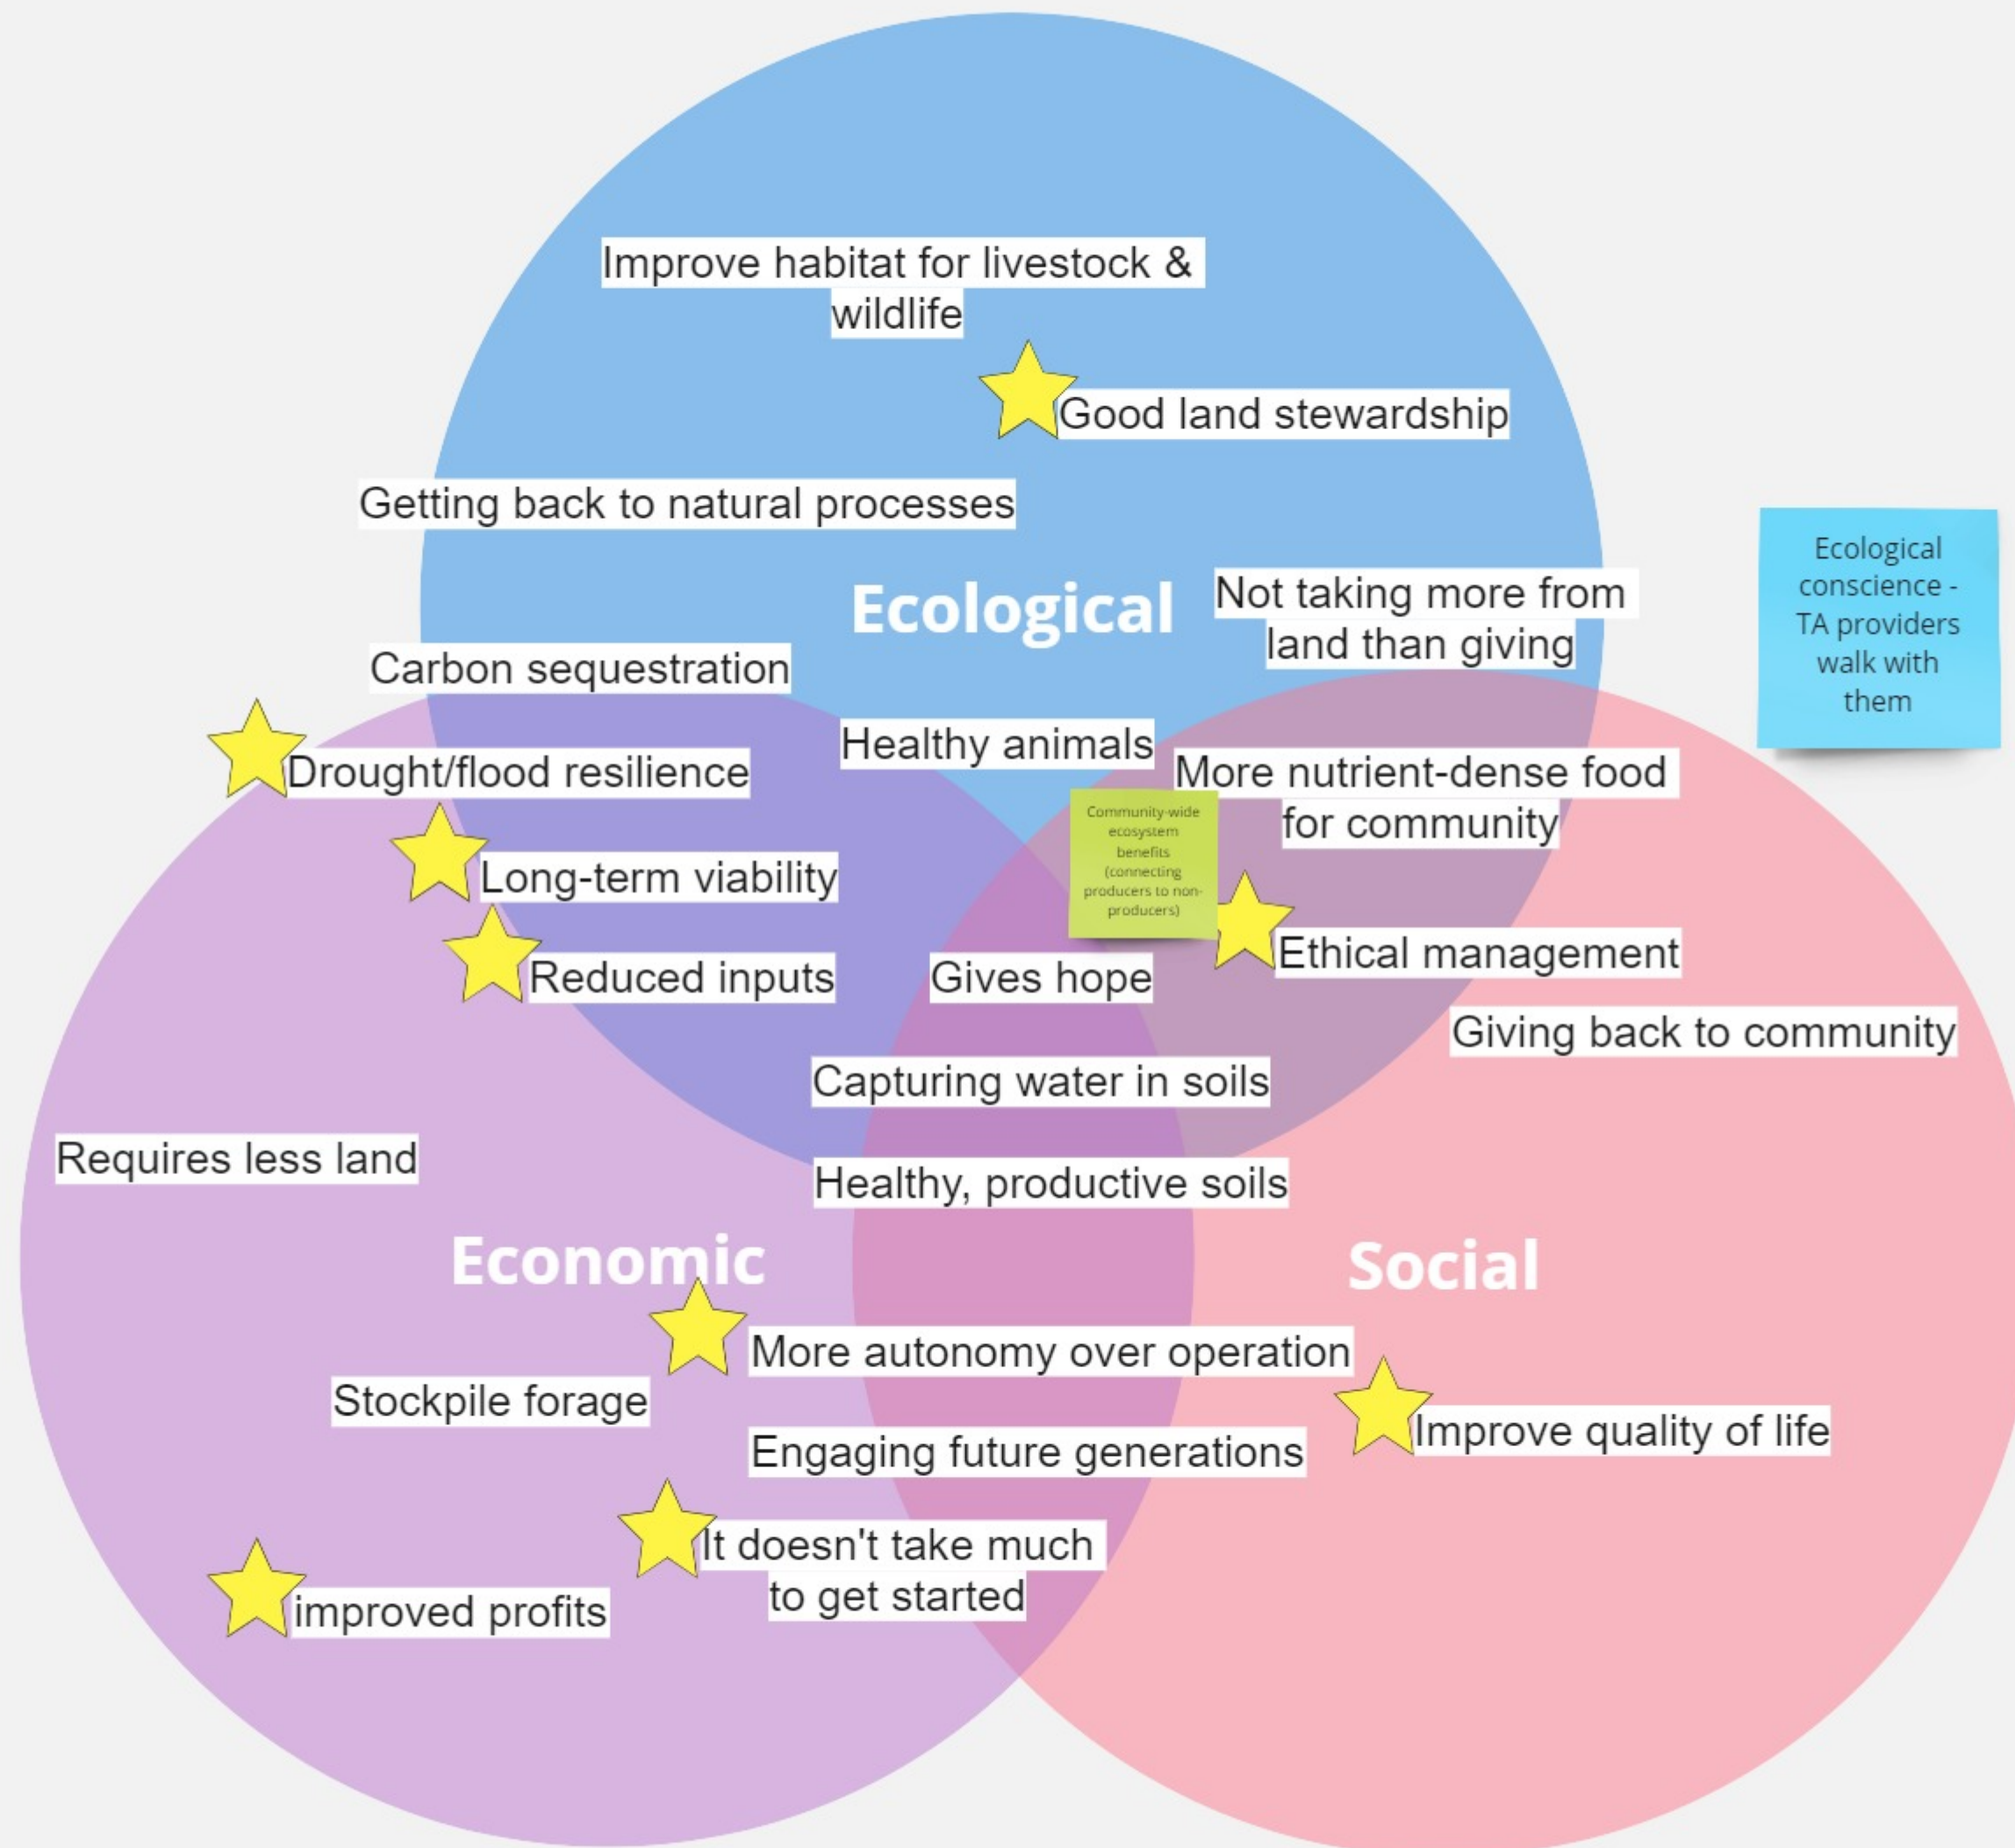 Improve habitat for livestock &
wildlife
Good land stewardship
Getting back to natural processes
Ecological
Not taking more from
land than giving
Ecological
conscience -
TA providers
walk with
them
Carbon sequestration
Healthy animals
Drought/flood resilience
More nutrient-dense food
for community
Community-wide
ecosystem
benefits
(connecting
producers to non-
producers)
Long-term viability
Ethical management
Reduced inputs
Gives hope
Giving back to community
Capturing water in soils
Requires less land
Healthy, productive soils
Economic
Social
More autonomy over operation
Stockpile forage
Improve quality of life
Engaging future generations
It doesn't take much
to get started
improved profits